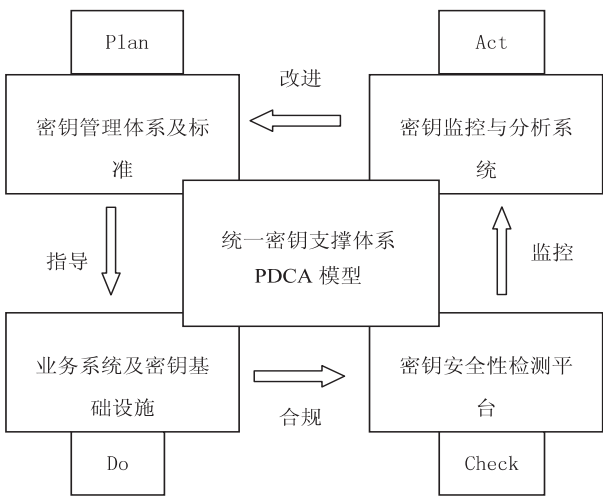 Plan
Act
密钥管理体系及标
准
改进
密钥监控与分析系
统
统一密钥支撑体系
PDCA 模型
指导
监控
业务系统及密钥基
础设施
合规
密钥安全性检测平
台
Do
Check